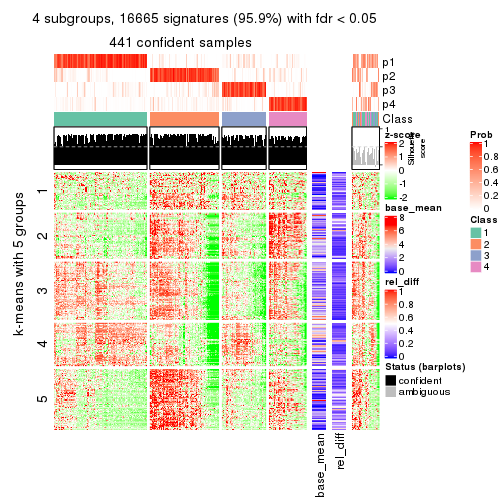 4 subgroups, 16665 signatures (95.9%) with fdr < 0.05
441 confident samples
p1
p2
p3
p4
Class
1
Silhouette
score
k-means with 5 groups
1
2
3
4
5
base_mean
rel_diff
z-score
2
1
0
-1
-2
base_mean
8
6
4
2
0
rel_diff
1
0.8
0.6
0.4
0.2
0
Status (barplots)
confident
ambiguous
Prob
1
0.8
0.6
0.4
0.2
0
Class
1
2
3
4